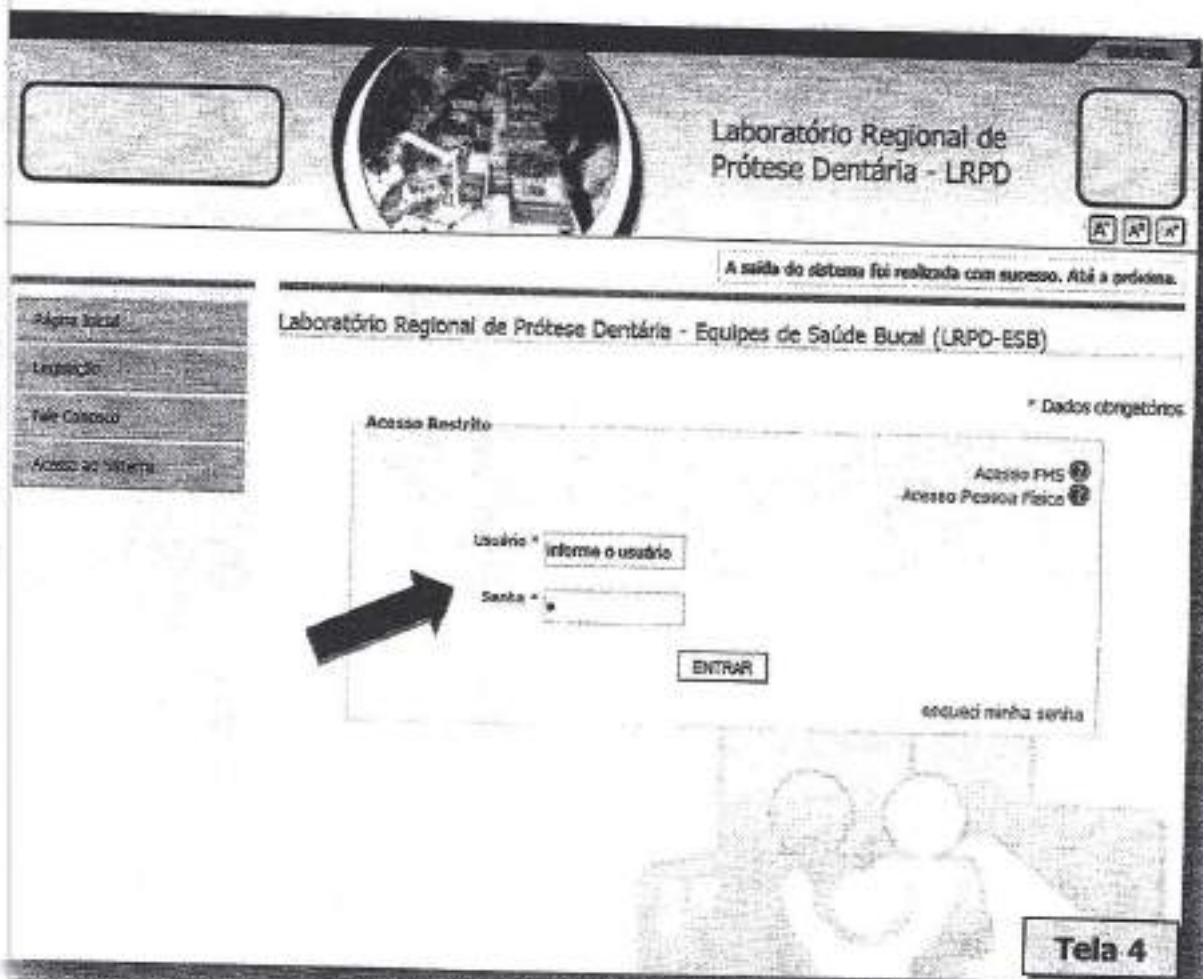 Laboratório Regional de
Prótese Dentária - LRPD
A saída do sistema foi realizada com sucesso. Até a próxima.
Página Inicial
Legislação
Fale Conosco
Acesso ao Sistema
Laboratório Regional de Prótese Dentária - Equipes de Saúde Bucal (LRPD-ESB)
* Dados obrigatórios
Acesso Restrito
Acesso FMS
Acesso Pessoa Física
Usuário * informe o usuário
Senha *
ENTRAR
esqueci minha senha
Tela 4